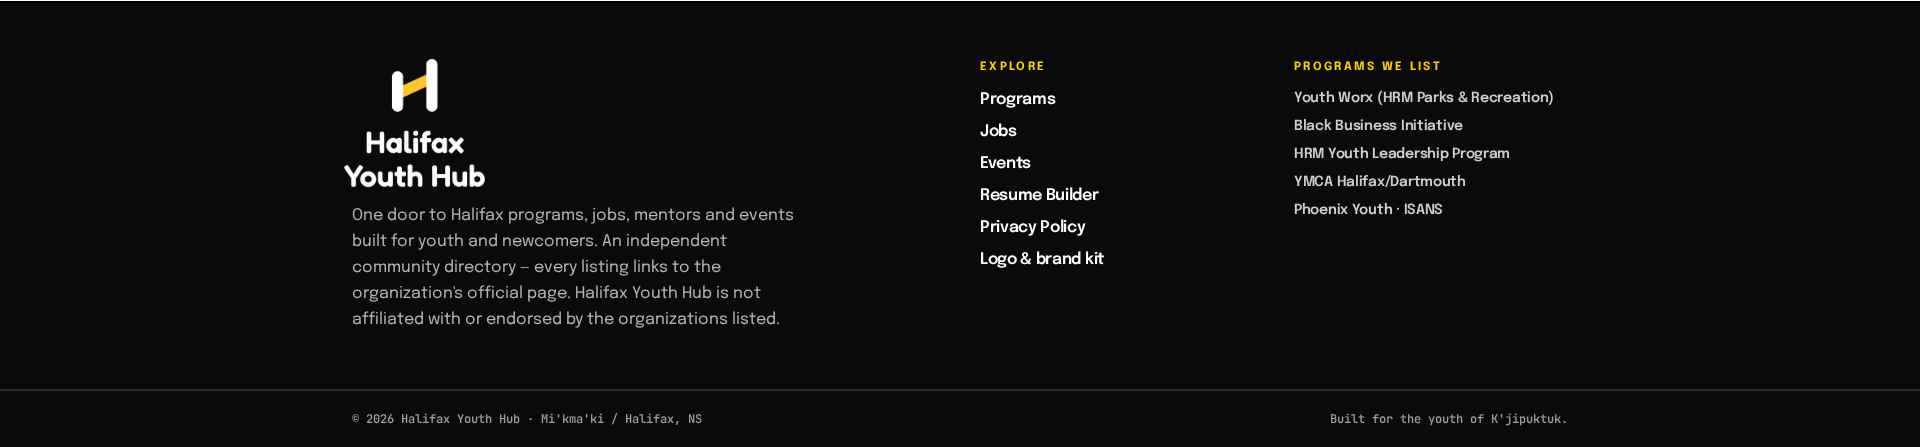 Halifax
Youth Hub
One door to Halifax programs, jobs, mentors and events
built for youth and newcomers. An independent
community directory – every listing links to the
organization's official page. Halifax Youth Hub is not
affiliated with or endorsed by the organizations listed.
EXPLORE
Programs
Jobs
Events
Resume Builder
Privacy Policy
Logo & brand kit
PROGRAMS WE LIST
Youth Worx (HRM Parks & Recreation)
Black Business Initiative
HRM Youth Leadership Program
YMCA Halifax/Dartmouth
Phoenix Youth · ISANS
© 2026 Halifax Youth Hub · Mi'kma'ki / Halifax, NS
Built for the youth of K'jipuktuk.